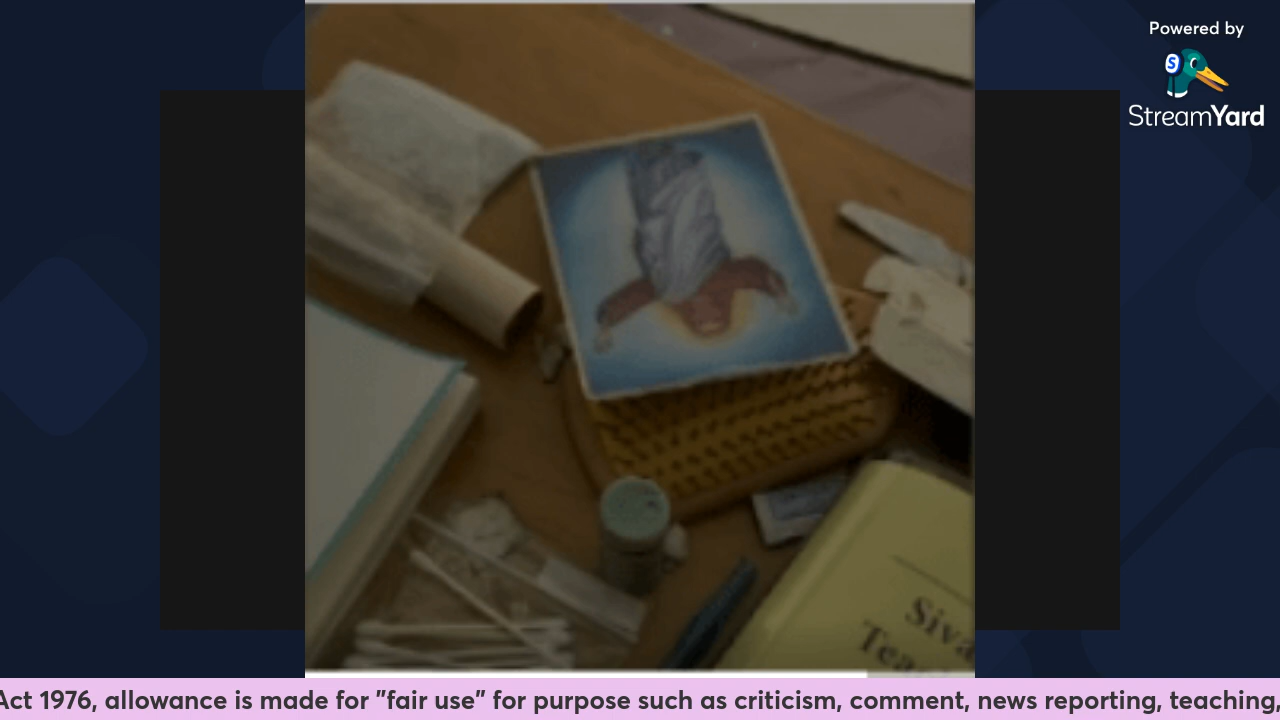 Powered by
StreamYard
Siva
Tea
Act 1976, allowance is made for "fair use" for purpose such as criticism, comment, news reporting, teaching,